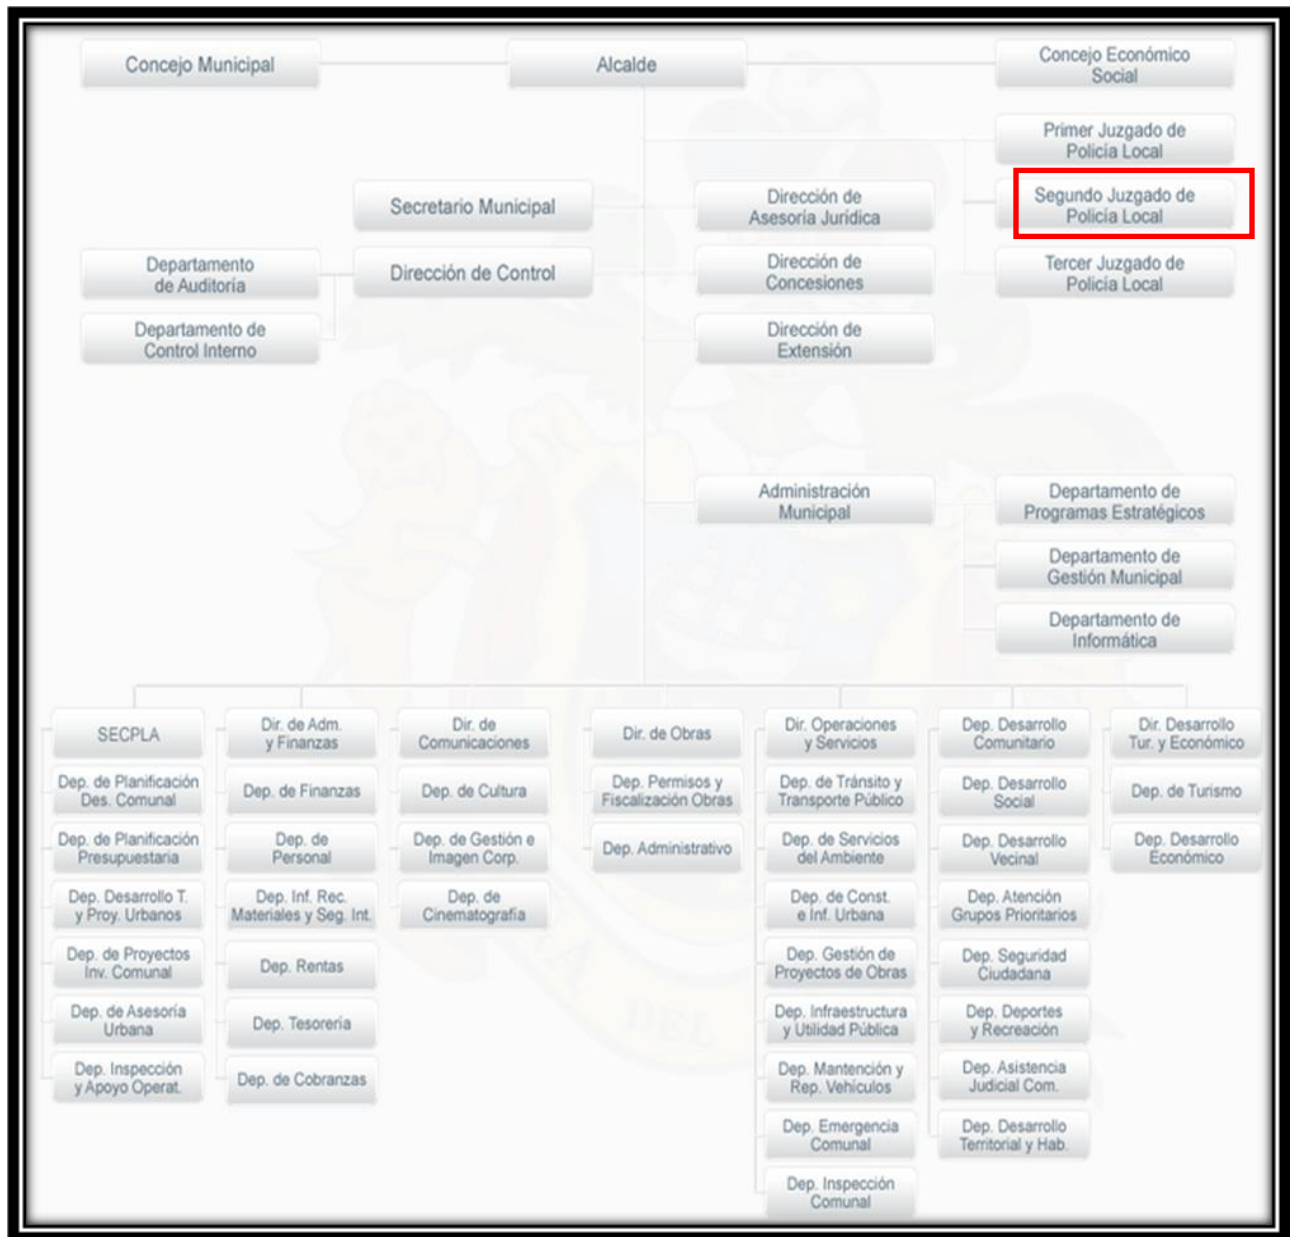 Concejo Municipal
Alcalde
Concejo Económico
Social
Primer Juzgado de
Policía Local
Secretario Municipal
Dirección de
Asesoría Jurídica
Segundo Juzgado de
Policía Local
Departamento
de Auditoría
Dirección de Control
Dirección de
Concesiones
Tercer Juzgado de
Policía Local
Departamento de
Control Interno
Dirección de
Extensión
Administración
Municipal
Departamento de
Programas Estratégicos
Departamento de
Gestión Municipal
Departamento de
Informática
SECPLA
Dep. de Planificación
Des. Comunal
Dep. de Planificación
Presupuestaria
Dep. Desarrollo T.
y Proy. Urbanos
Dep. de Proyectos
Inv. Comunal
Dep. de Asesoría
Urbana
Dep. Inspección
y Apoyo Operat.
Dir. de Adm.
y Finanzas
Dep. de Finanzas
Dep. de
Personal
Dep. Inf. Rec.
Materiales y Seg. Int.
Dep. Rentas
Dep. Tesorería
Dep. de Cobranzas
Dir. de
Comunicaciones
Dep. de Cultura
Dep. de Gestión e
Imagen Corp.
Dep. de
Cinematografía
Dir. de Obras
Dep. Permisos y
Fiscalización Obras
Dep. Administrativo
Dir. Operaciones
y Servicios
Dep. de Tránsito y
Transporte Público
Dep. de Servicios
del Ambiente
Dep. de Const.
e Inf. Urbana
Dep. Gestión de
Proyectos de Obras
Dep. Infraestructura
y Utilidad Pública
Dep. Mantención y
Rep. Vehículos
Dep. Emergencia
Comunal
Dep. Inspección
Comunal
Dep. Desarrollo
Comunitario
Dep. Desarrollo
Social
Dep. Desarrollo
Vecinal
Dep. Atención
Grupos Prioritarios
Dep. Seguridad
Ciudadana
Dep. Deportes
y Recreación
Dep. Asistencia
Judicial Com.
Dep. Desarrollo
Territorial y Hab.
Dir. Desarrollo
Tur. y Económico
Dep. de Turismo
Dep. Desarrollo
Económico
DEL